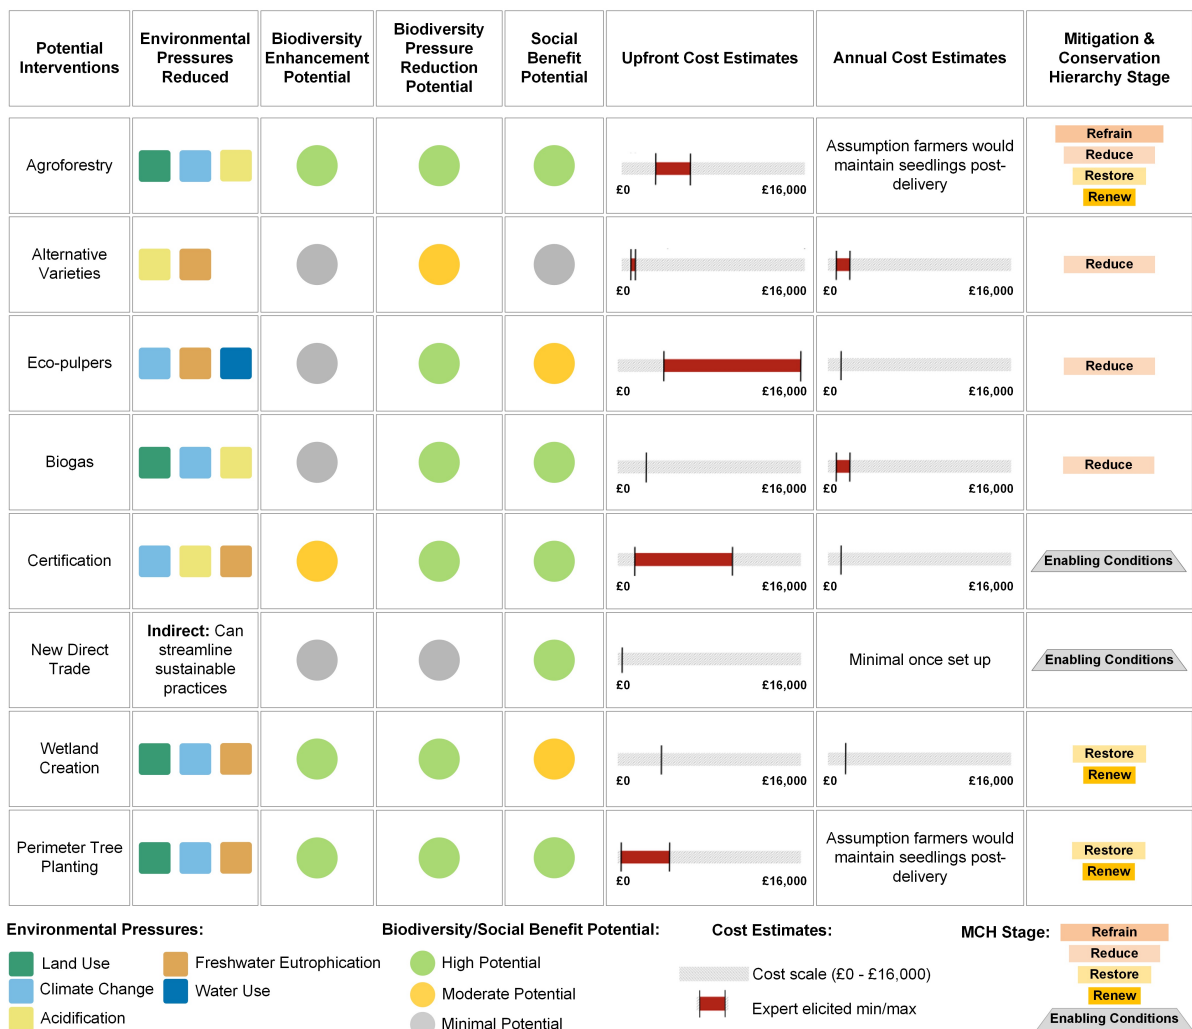 Potential
Interventions
Environmental
Pressures
Reduced
Biodiversity
Enhancement
Potential
Biodiversity
Pressure
Reduction
Potential
Social
Benefit
Potential
Upfront Cost Estimates
Annual Cost Estimates
Mitigation &
Conservation
Hierarchy Stage
Agroforestry
£0 £16,000
Assumption farmers would
maintain seedlings post-
delivery
Refrain
Reduce
Restore
Renew
Alternative
Varieties
£0 £16,000
£0 £16,000
Reduce
Eco-pulpers
£0 £16,000
£0 £16,000
Reduce
Biogas
£0 £16,000
£0 £16,000
Reduce
Certification
£0 £16,000
£0 £16,000
Enabling Conditions
New Direct
Trade
Indirect: Can
streamline
sustainable
practices
£0 £16,000
Minimal once set up
Enabling Conditions
Wetland
Creation
£0 £16,000
£0 £16,000
Restore
Renew
Perimeter Tree
Planting
£0 £16,000
Assumption farmers would
maintain seedlings post-
delivery
Restore
Renew
Environmental Pressures:
Land Use
Climate Change
Acidification
Freshwater Eutrophication
Water Use
Biodiversity/Social Benefit Potential:
High Potential
Moderate Potential
Minimal Potential
Cost Estimates:
Cost scale (£0 - £16,000)
Expert elicited min/max
MCH Stage:
Refrain
Reduce
Restore
Renew
Enabling Conditions